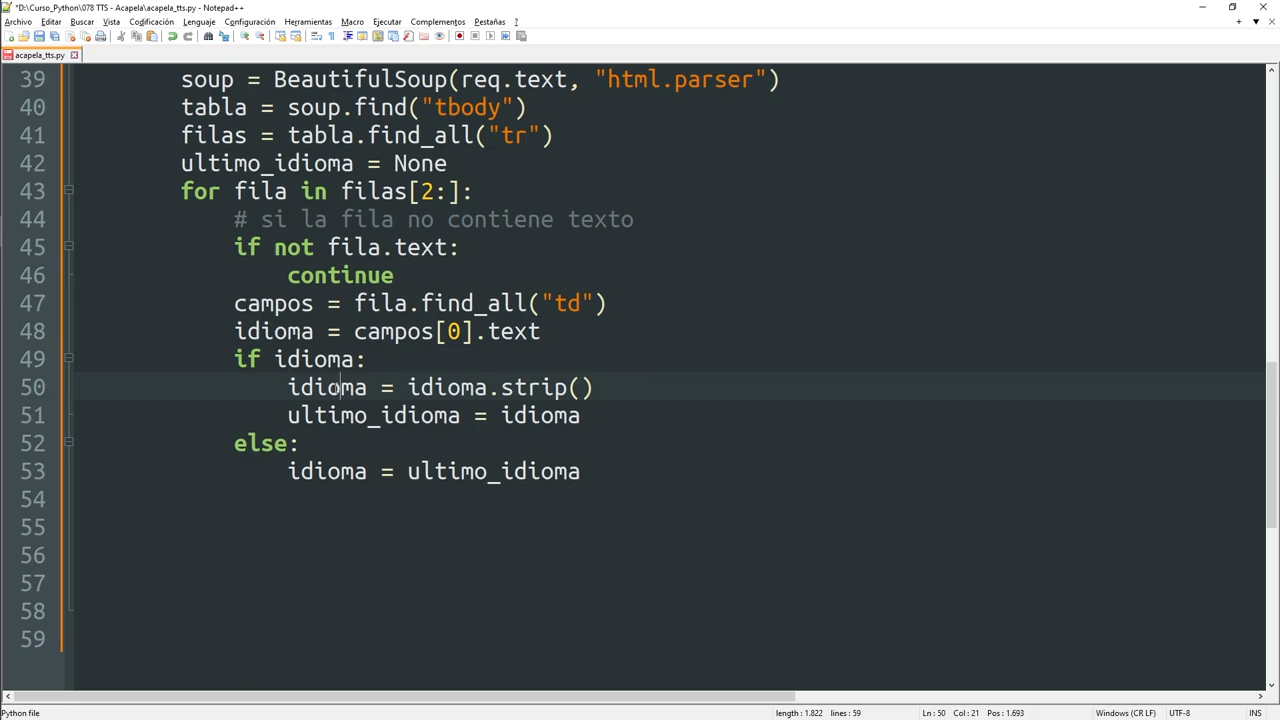 *D:\Curso_Python\078 TTS - Acapela\acapela_tts.py - Notepad++
Archivo Editar Buscar Vista Codificación Lenguaje Configuración Herramientas Macro Ejecutar Complementos Pestañas ?
acapela_tts.py
39 soup = BeautifulSoup(req.text, "html.parser")
40 tabla = soup.find("tbody")
41 filas = tabla.find_all("tr")
42 ultimo_idioma = None
43 for fila in filas[2:]:
44 # si la fila no contiene texto
45 if not fila.text:
46 continue
47 campos = fila.find_all("td")
48 idioma = campos[0].text
49 if idioma:
50 idioma = idioma.strip()
51 ultimo_idioma = idioma
52 else:
53 idioma = ultimo_idioma
54
55
56
57
58
59
Python file length : 1.822 lines : 59 Ln : 50 Col : 21 Pos : 1.693 Windows (CR LF) UTF-8 INS